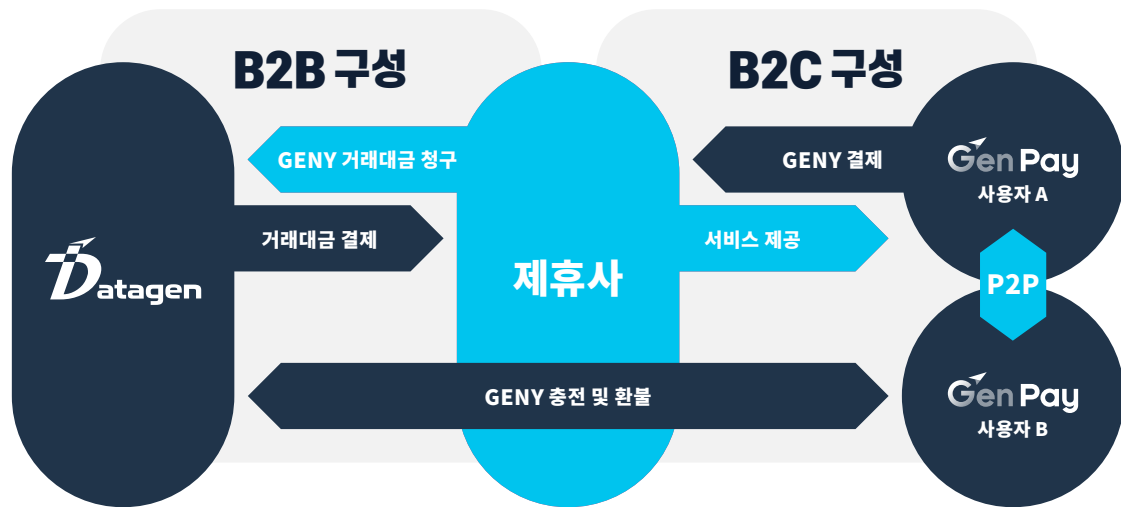 B2B 구성
B2C 구성
GENY 거래대금 청구
GENY 결제
Gen Pay
사용자 A
거래대금 결제
서비스 제공
Datagen
제휴사
P2P
GENY 충전 및 환불
Gen Pay
사용자 B